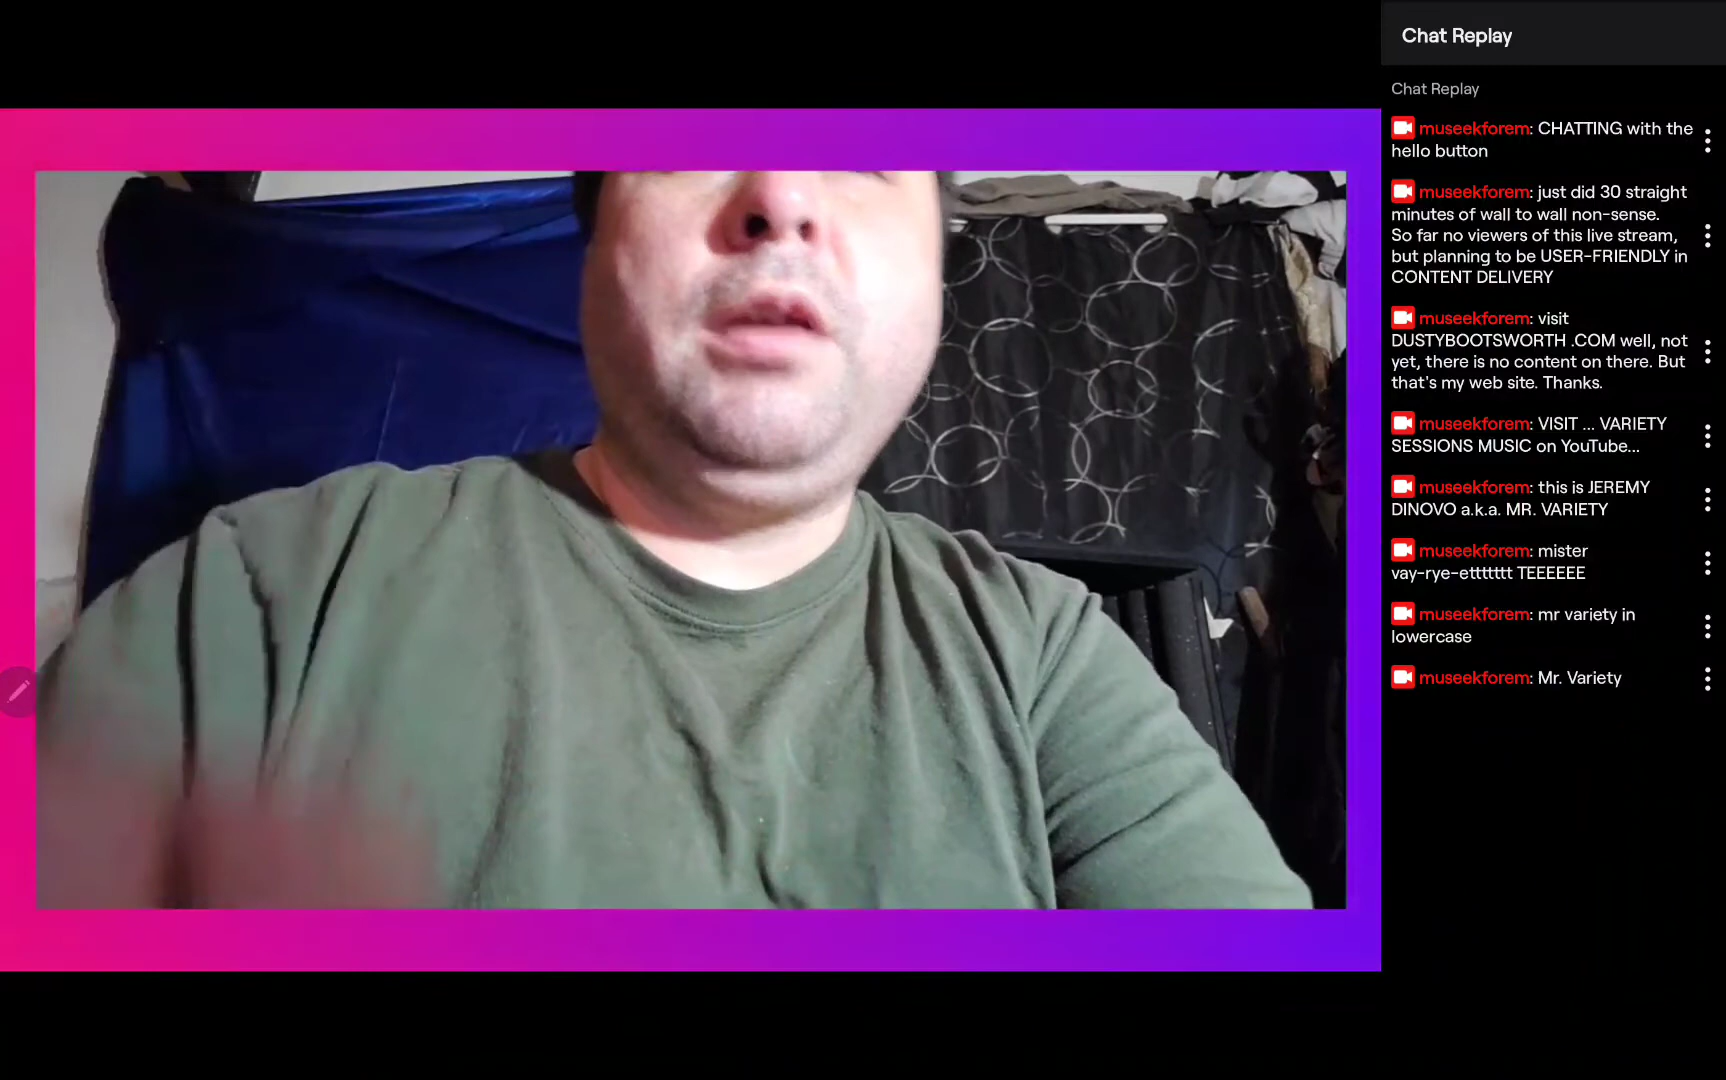 Chat Replay
Chat Replay
museekforem: CHATTING with the
hello button
museekforem: just did 30 straight
minutes of wall to wall non-sense.
So far no viewers of this live stream,
but planning to be USER-FRIENDLY in
CONTENT DELIVERY
museekforem: visit
DUSTYBOOTSWORTH .COM well, not
yet, there is no content on there. But
that's my web site. Thanks.
museekforem: VISIT ... VARIETY
SESSIONS MUSIC on YouTube...
museekforem: this is JEREMY
DINOVO a.k.a. MR. VARIETY
museekforem: mister
vay-rye-ettttttt TEEEEEE
museekforem: mr variety in
lowercase
museekforem: Mr. Variety